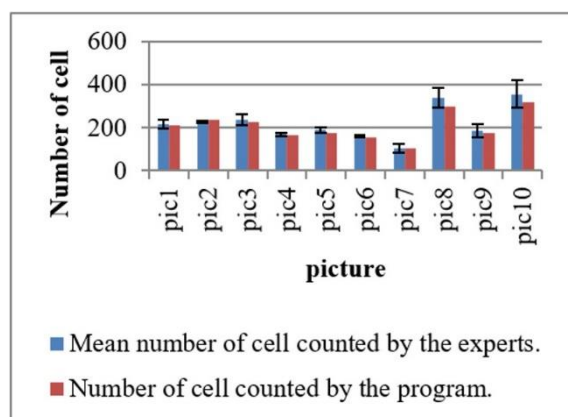 600
400
200
0
Number of cell
pic1
pic2
pic3
pic4
pic5
pic6
pic7
pic8
pic9
pic10
picture
Mean number of cell counted by the experts.
Number of cell counted by the program.